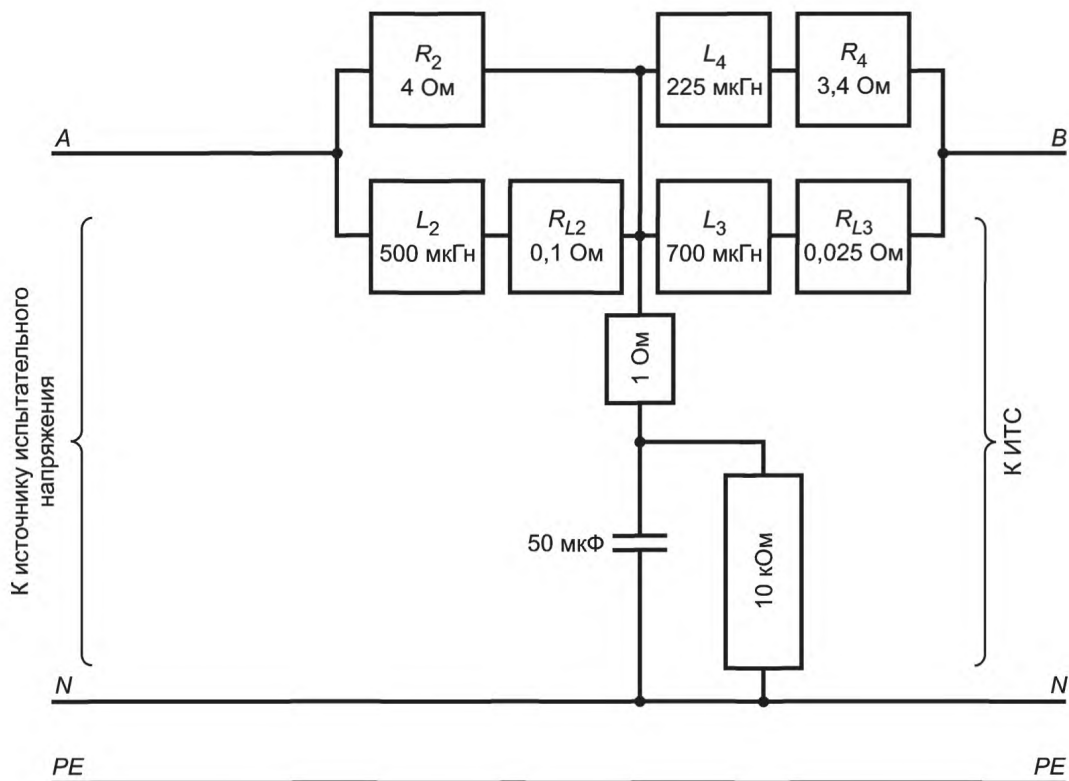 R2
4 Ом
L4
225 мкГн
R4
3,4 Ом
A
B
L2
500 мкГн
RL2
0,1 Ом
L3
700 мкГн
RL3
0,025 Ом
К источнику испытательного
напряжения
1 Ом
К ИТС
50 мкФ
10 кОм
N
N
PE
PE